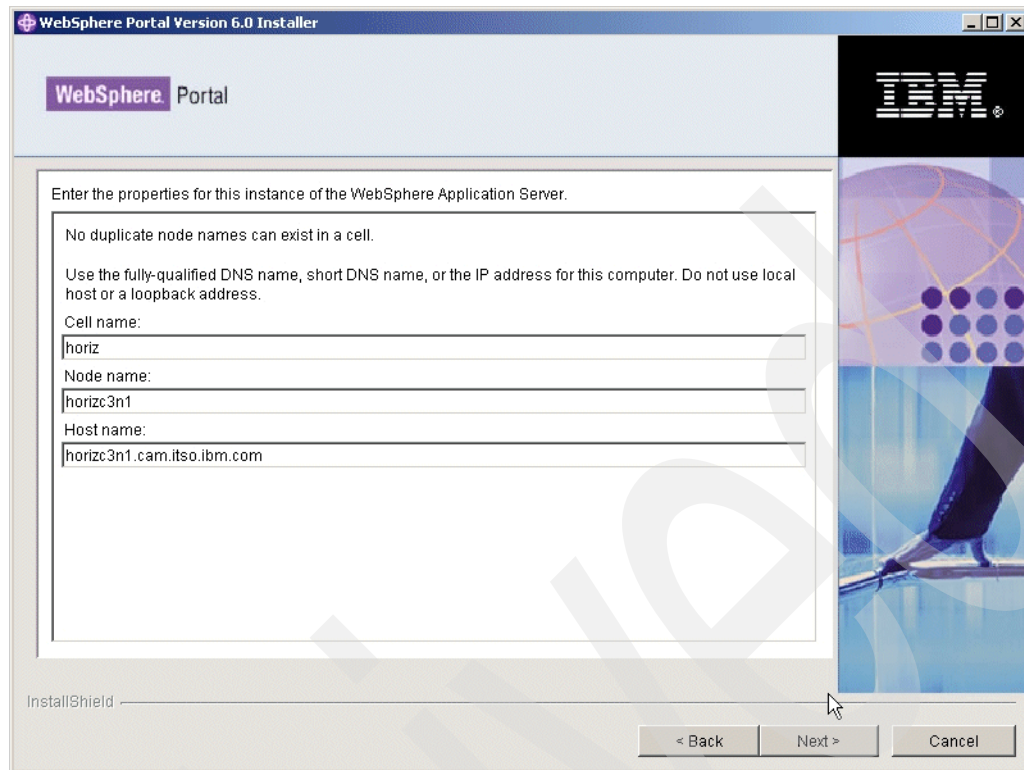 WebSphere Portal Version 6.0 Installer
WebSphere. Portal
IBM®
Enter the properties for this instance of the WebSphere Application Server.
No duplicate node names can exist in a cell.
Use the fully-qualified DNS name, short DNS name, or the IP address for this computer. Do not use local
host or a loopback address.
Cell name:
horiz
Node name:
horizc3n1
Host name:
horizc3n1.cam.itso.ibm.com
InstallShield
< Back
Next >
Cancel